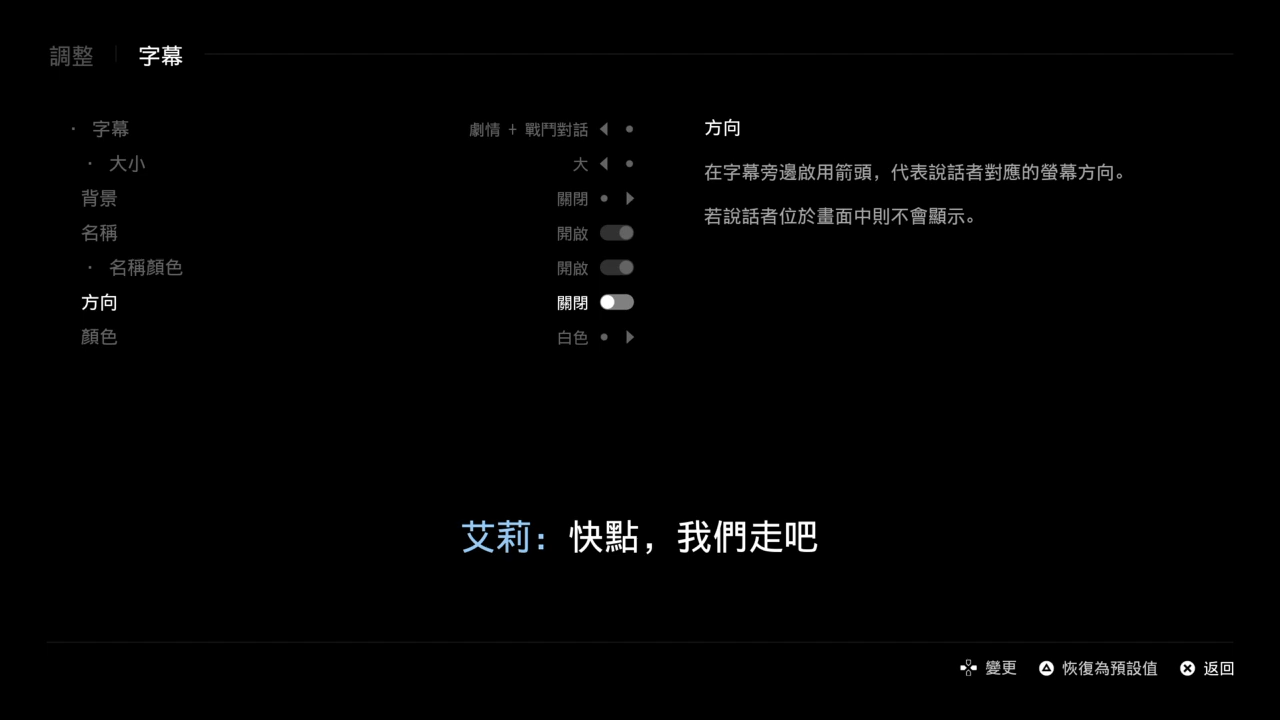 調整 字幕
· 字幕 劇情 + 戰鬥對話
· 大小 大
背景 關閉
名稱 開啟
· 名稱顏色 開啟
方向 關閉
顏色 白色
方向
在字幕旁邊啟用箭頭，代表說話者對應的螢幕方向。
若說話者位於畫面中則不會顯示。
艾莉：快點，我們走吧
變更 恢復為預設值 返回